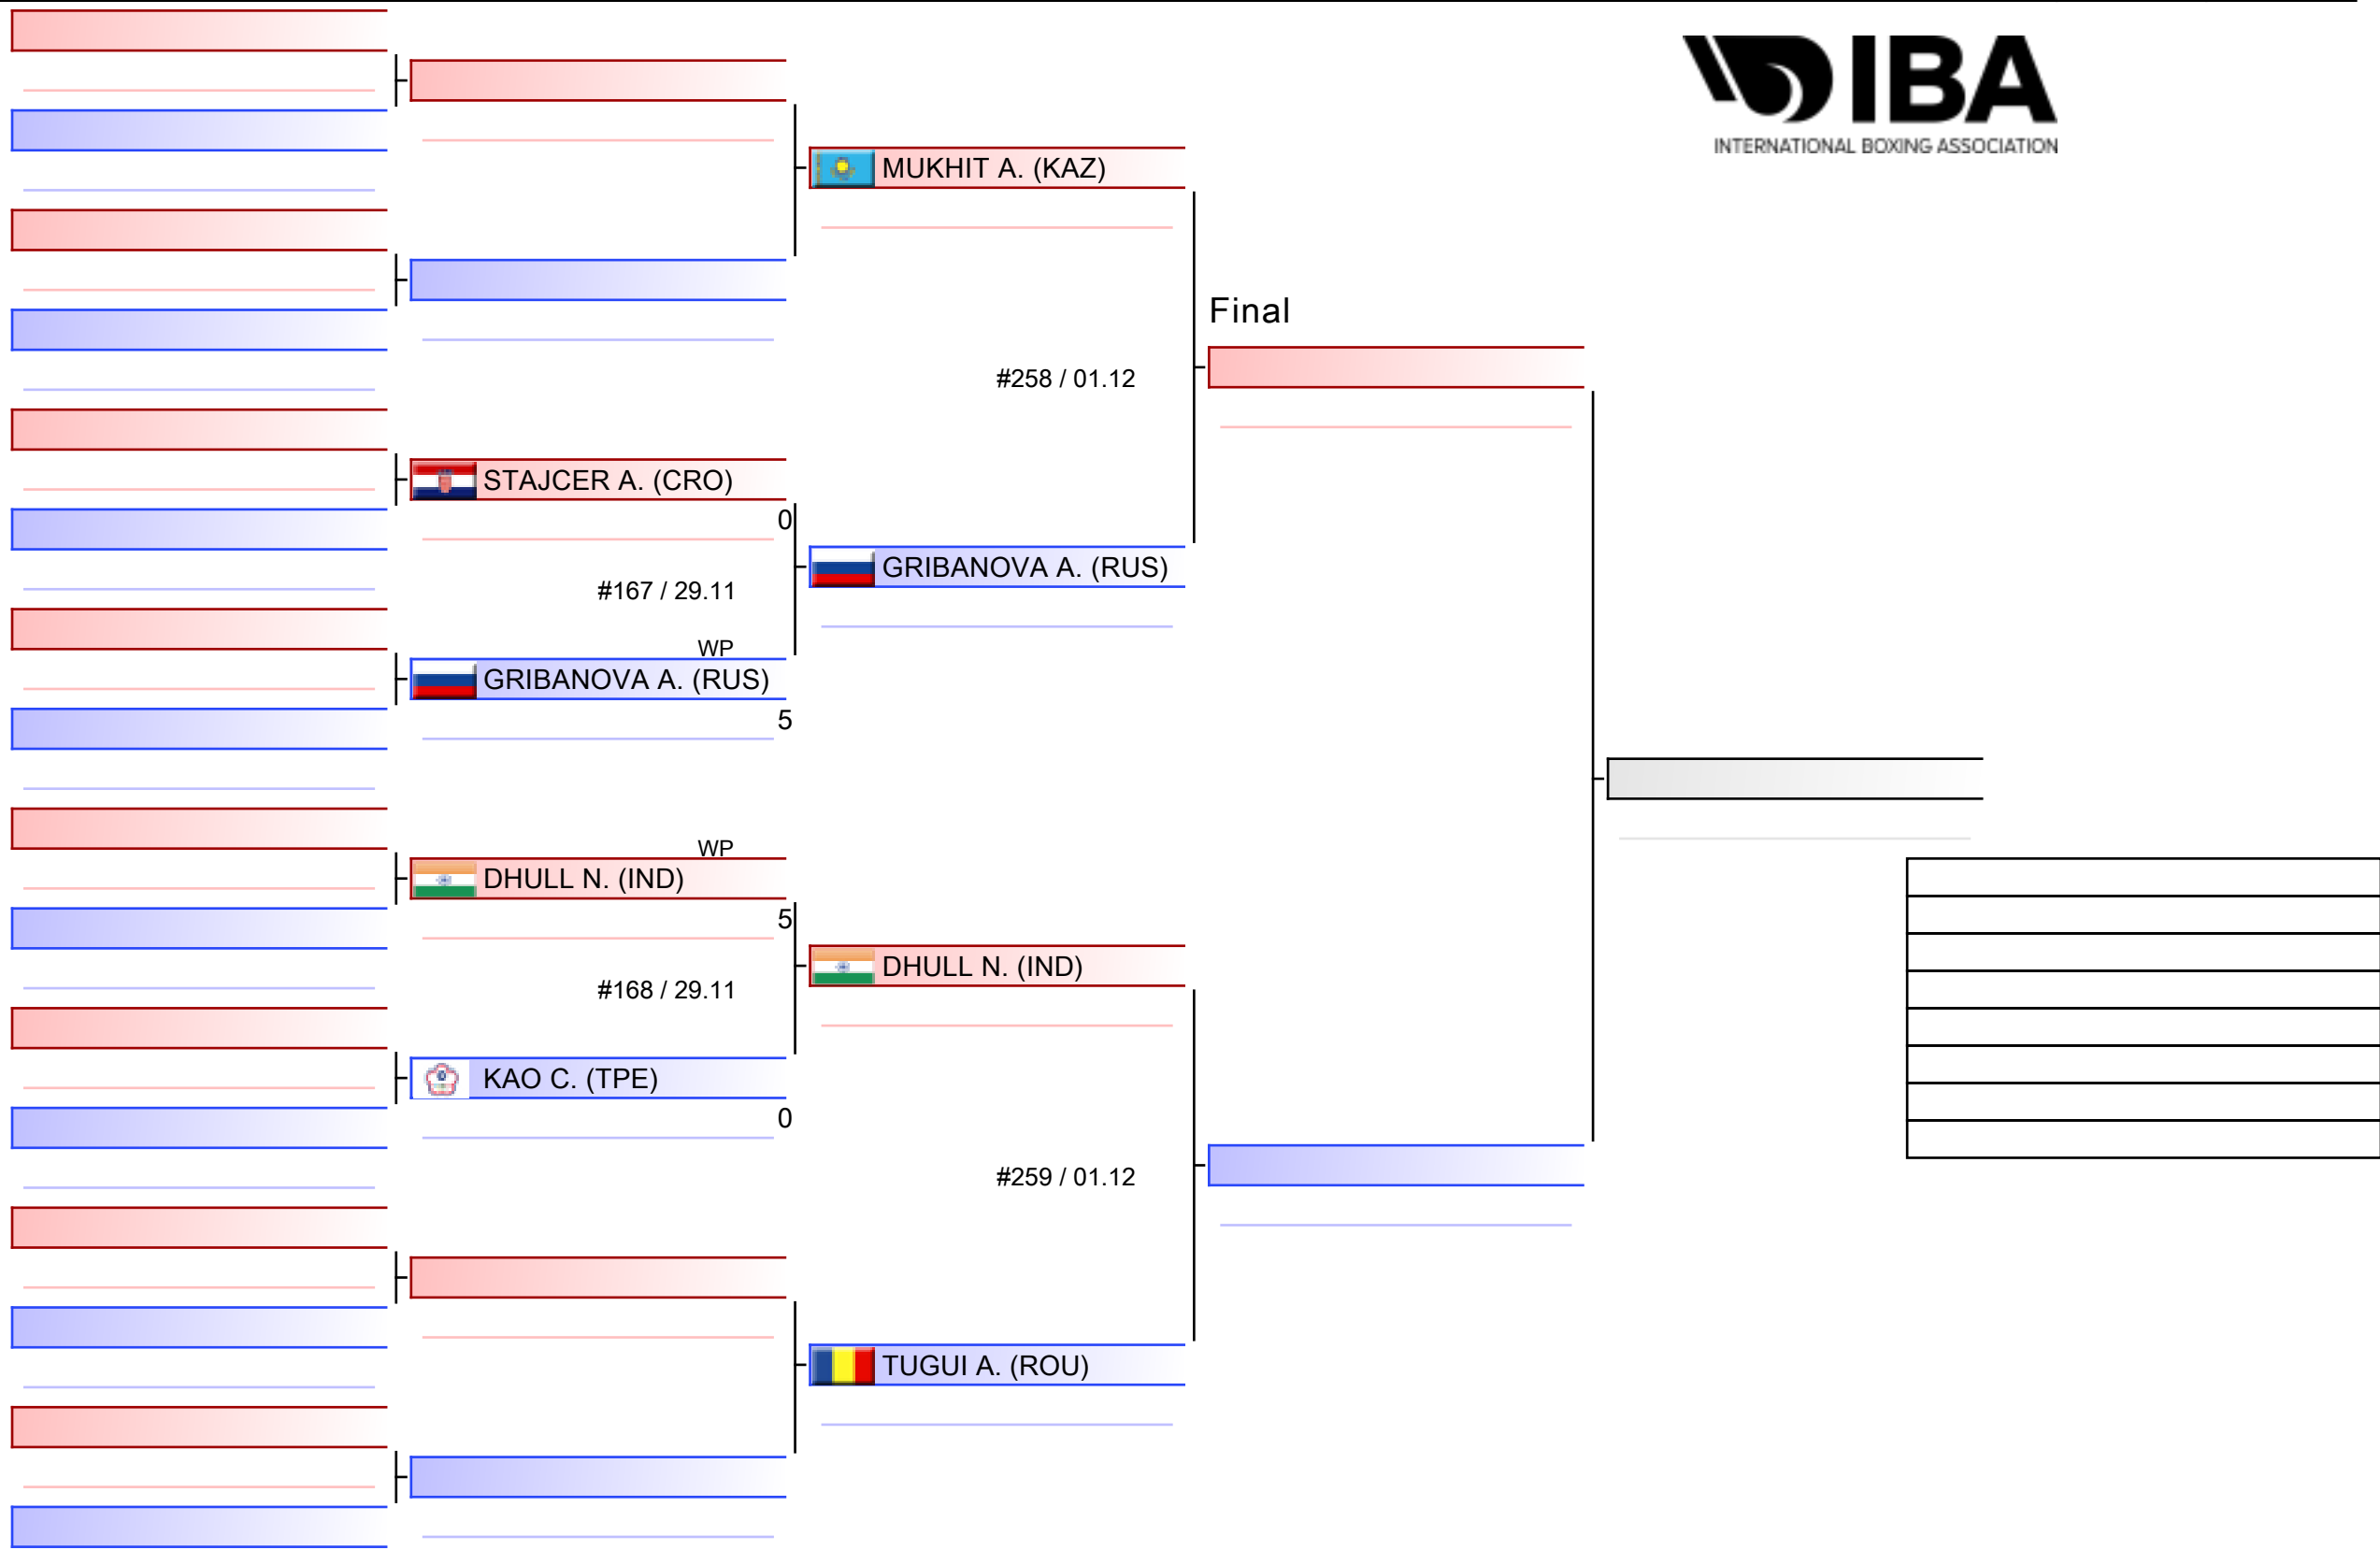 IBA
INTERNATIONAL BOXING ASSOCIATION
MUKHIT A. (KAZ)
Final
#258 / 01.12
STAJCER A. (CRO)
0
GRIBANOVA A. (RUS)
#167 / 29.11
WP
GRIBANOVA A. (RUS)
5
WP
DHULL N. (IND)
5
DHULL N. (IND)
#168 / 29.11
KAO C. (TPE)
0
#259 / 01.12
TUGUI A. (ROU)